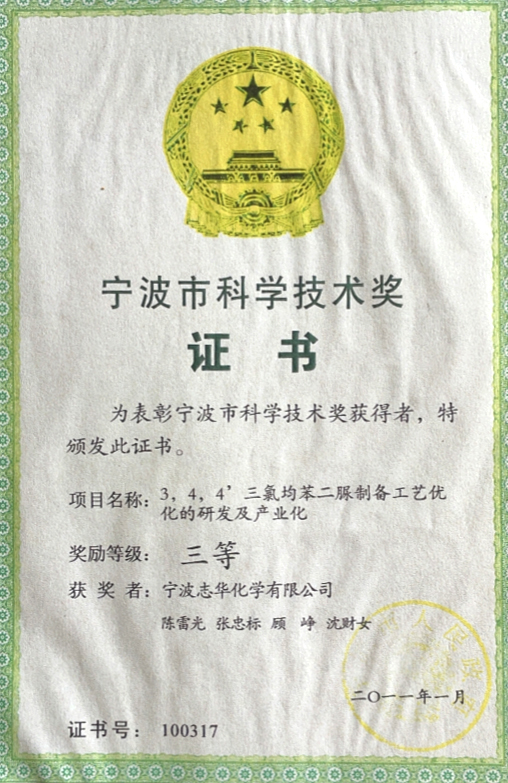 宁波市科学技术奖
证 书
为表彰宁波市科学技术奖获得者，特
颁发此证书。
项目名称：3，4，4’三氯均苯二脲制备工艺优
化的研发及产业化
奖励等级： 三等
获 奖 者：宁波志华化学有限公司
陈雷光 张忠标 顾 峥 沈财女
二〇一一年一月
证书号： 100317